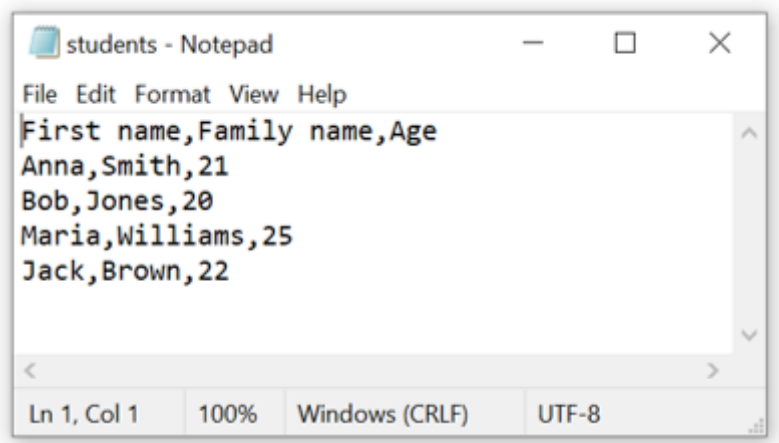 students - Notepad
File Edit Format View Help
First name,Family name,Age
Anna,Smith,21
Bob,Jones,20
Maria,Williams,25
Jack,Brown,22
Ln 1, Col 1 100% Windows (CRLF) UTF-8